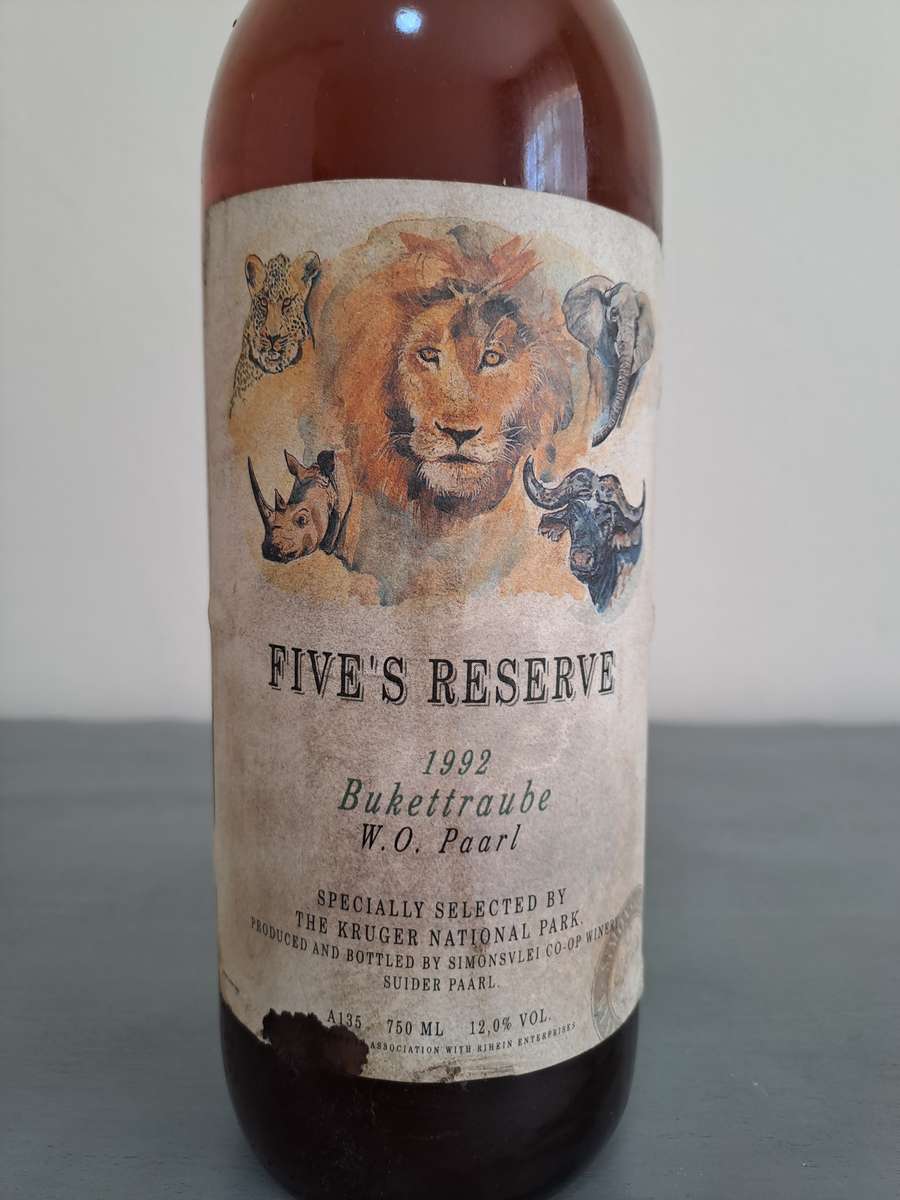 FIVE'S RESERVE
1992
Bukettraube
W.O. Paarl
SPECIALLY SELECTED BY
THE KRUGER NATIONAL PARK.
PRODUCED AND BOTTLED BY SIMONSVLEI CO-OP WINERY
SUIDER PAARL.
A135 750 ML 12,0% VOL.
ASSOCIATION WITH RIHEIN ENTERPRISES